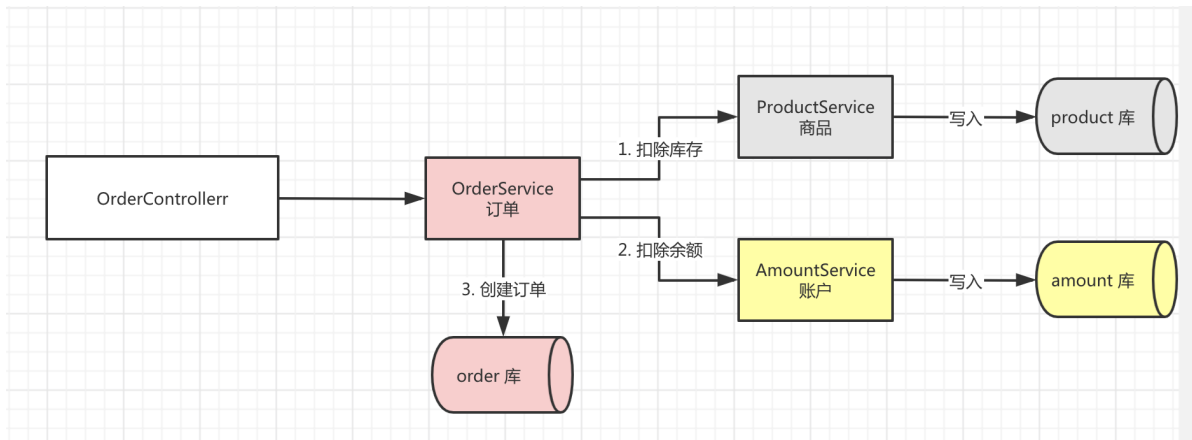 OrderControllerr
OrderService
订单
1. 扣除库存
ProductService
商品
写入
product 库
2. 扣除余额
AmountService
账户
写入
amount 库
3. 创建订单
order 库